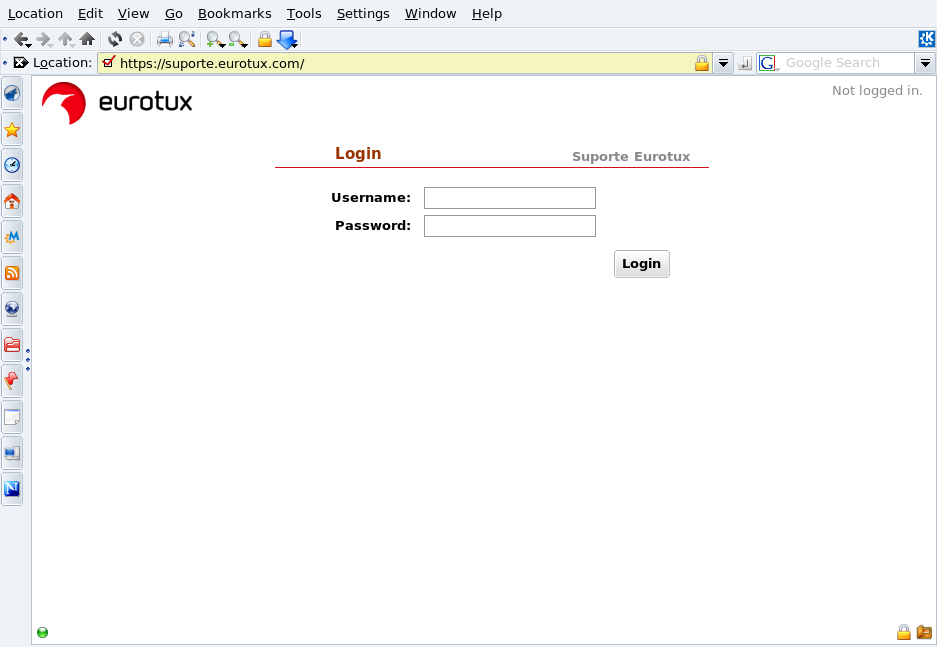 Location Edit View Go Bookmarks Tools Settings Window Help
Location: https://suporte.eurotux.com/ G Google Search
eurotux
Not logged in.
Login Suporte Eurotux
Username:
Password:
Login